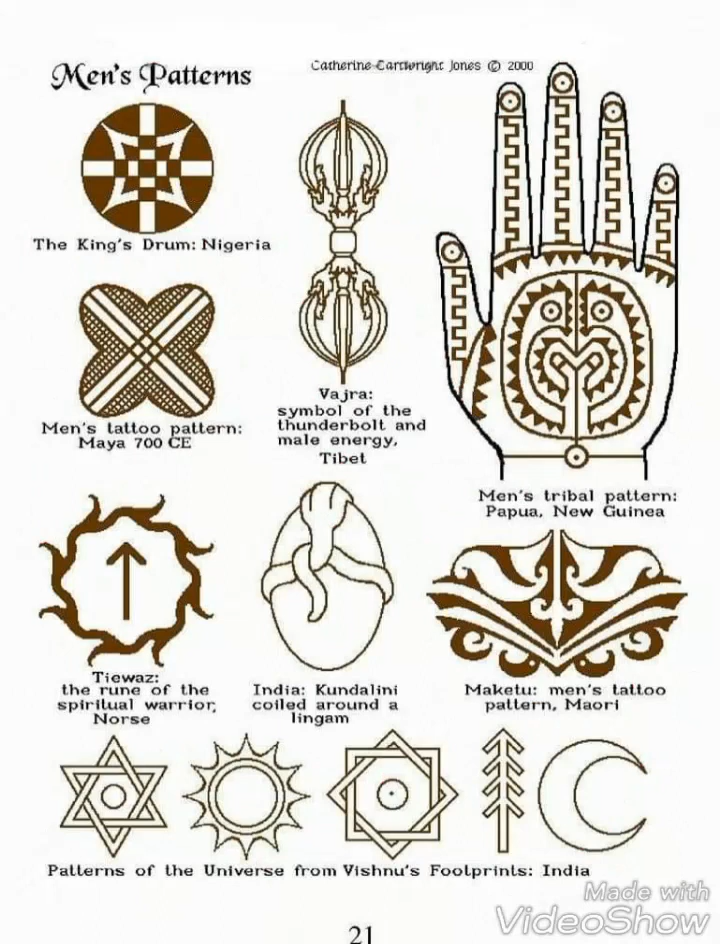 Men's Patterns
Catherine Cartwright Jones © 2000
The King's Drum: Nigeria
Men's tattoo pattern:
Maya 700 CE
Vajra:
symbol of the
thunderbolt and
male energy,
Tibet
Men's tribal pattern:
Papua, New Guinea
Tiewaz:
the rune of the
spiritual warrior,
Norse
India: Kundalini
coiled around a
lingam
Maketu: men's tattoo
pattern, Maori
Patterns of the Universe from Vishnu's Footprints: India
Made with
VideoShow
21